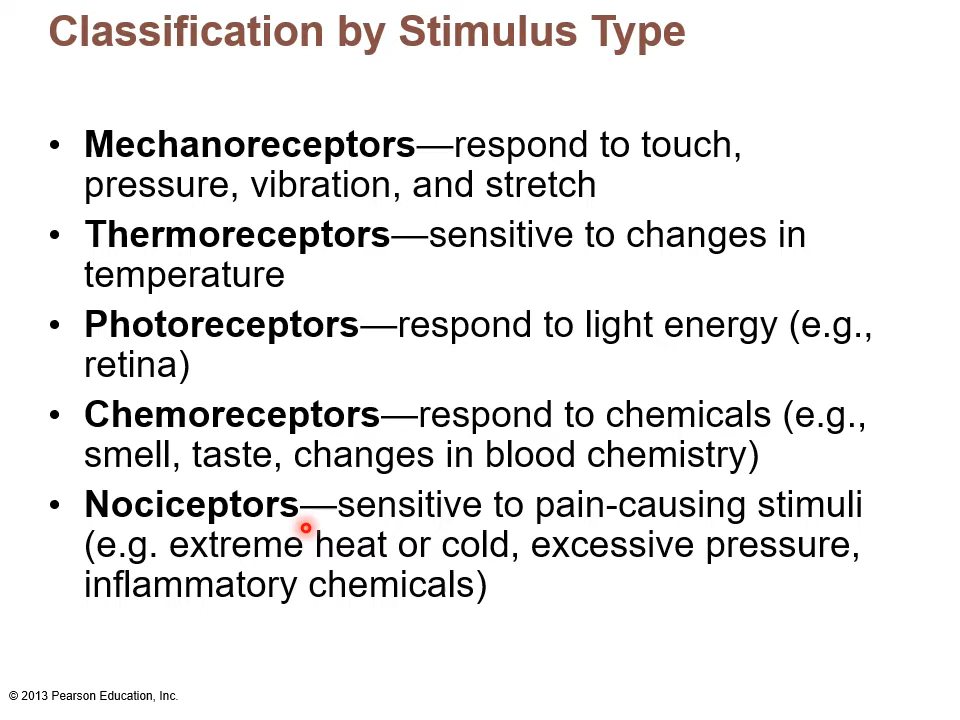 Classification by Stimulus Type
• Mechanoreceptors—respond to touch,
pressure, vibration, and stretch
• Thermoreceptors—sensitive to changes in
temperature
• Photoreceptors—respond to light energy (e.g.,
retina)
• Chemoreceptors—respond to chemicals (e.g.,
smell, taste, changes in blood chemistry)
• Nociceptors—sensitive to pain-causing stimuli
(e.g. extreme heat or cold, excessive pressure,
inflammatory chemicals)
© 2013 Pearson Education, Inc.